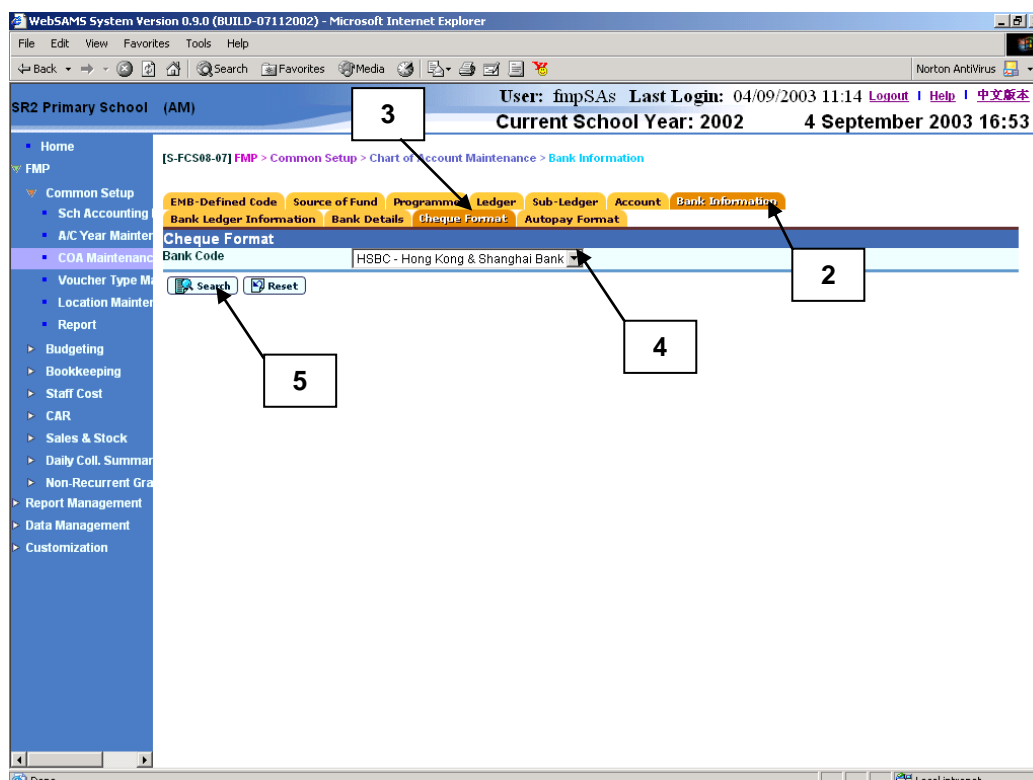 WebSAMS System Version 0.9.0 (BUILD-07112002) - Microsoft Internet Explorer
File Edit View Favorites Tools Help
Back Search Favorites Media Norton AntiVirus
SR2 Primary School (AM)
User: fmpSAs Last Login: 04/09/2003 11:14 Logout | Help | 中文版本
Current School Year: 2002 4 September 2003 16:53
3
Home
FMP
Common Setup
Sch Accounting
A/C Year Mainter
COA Maintenanc
Voucher Type Ma
Location Mainter
Report
Budgeting
Bookkeeping
Staff Cost
CAR
Sales & Stock
Daily Coll. Summar
Non-Recurrent Gra
Report Management
Data Management
Customization
[S-FCS08-07] FMP > Common Setup > Chart of Account Maintenance > Bank Information
EMB-Defined Code Source of Fund Programme Ledger Sub-Ledger Account Bank Information
Bank Ledger Information Bank Details Cheque Format Autopay Format
Cheque Format
Bank Code HSBC - Hong Kong & Shanghai Bank
Search Reset
2
4
5
Done Local intranet